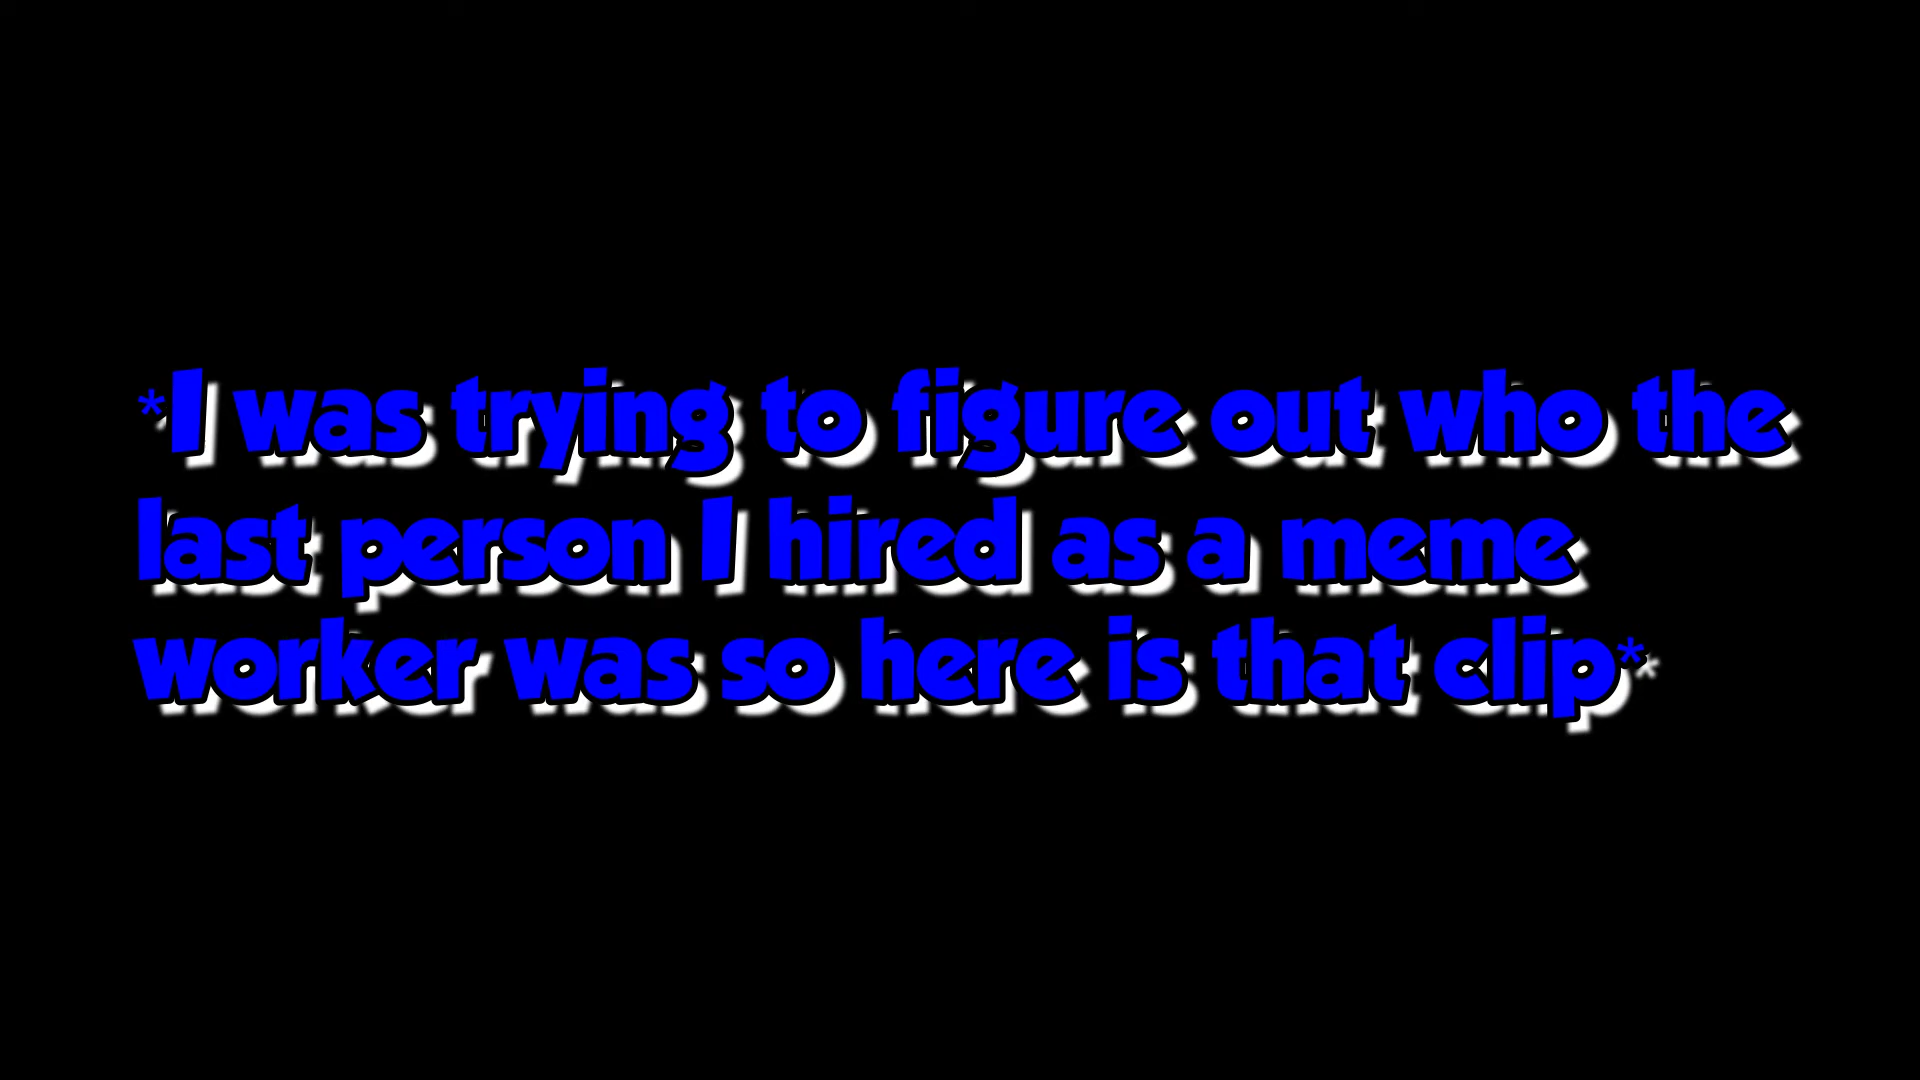 *I was trying to figure out who the
last person I hired as a meme
worker was so here is that clip*